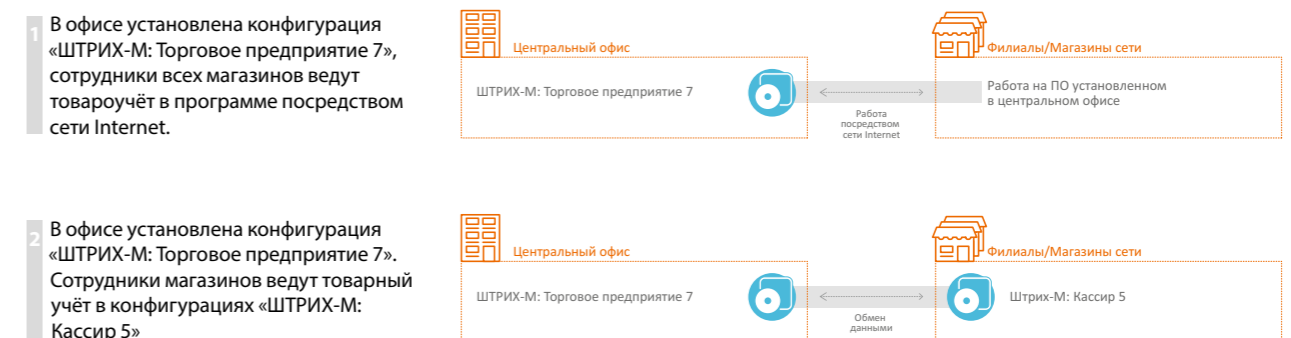 1
В офисе установлена конфигурация
«ШТРИХ-М: Торговое предприятие 7»,
сотрудники всех магазинов ведут
товароучёт в программе посредством
сети Internet.
Центральный офис
ШТРИХ-М: Торговое предприятие 7
Работа
посредством
сети Internet
Филиалы/Магазины сети
Работа на ПО установленном
в центральном офисе
2
В офисе установлена конфигурация
«ШТРИХ-М: Торговое предприятие 7».
Сотрудники магазинов ведут товарный
учёт в конфигурациях «ШТРИХ-М:
Кассир 5»
Центральный офис
ШТРИХ-М: Торговое предприятие 7
Обмен
данными
Филиалы/Магазины сети
Штрих-М: Кассир 5